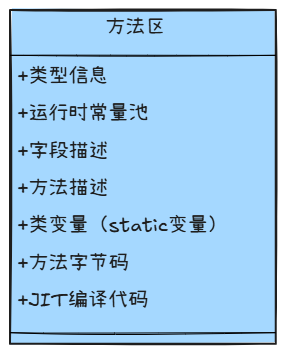 方法区
+类型信息
+运行时常量池
+字段描述
+方法描述
+类变量（static变量）
+方法字节码
+JIT编译代码